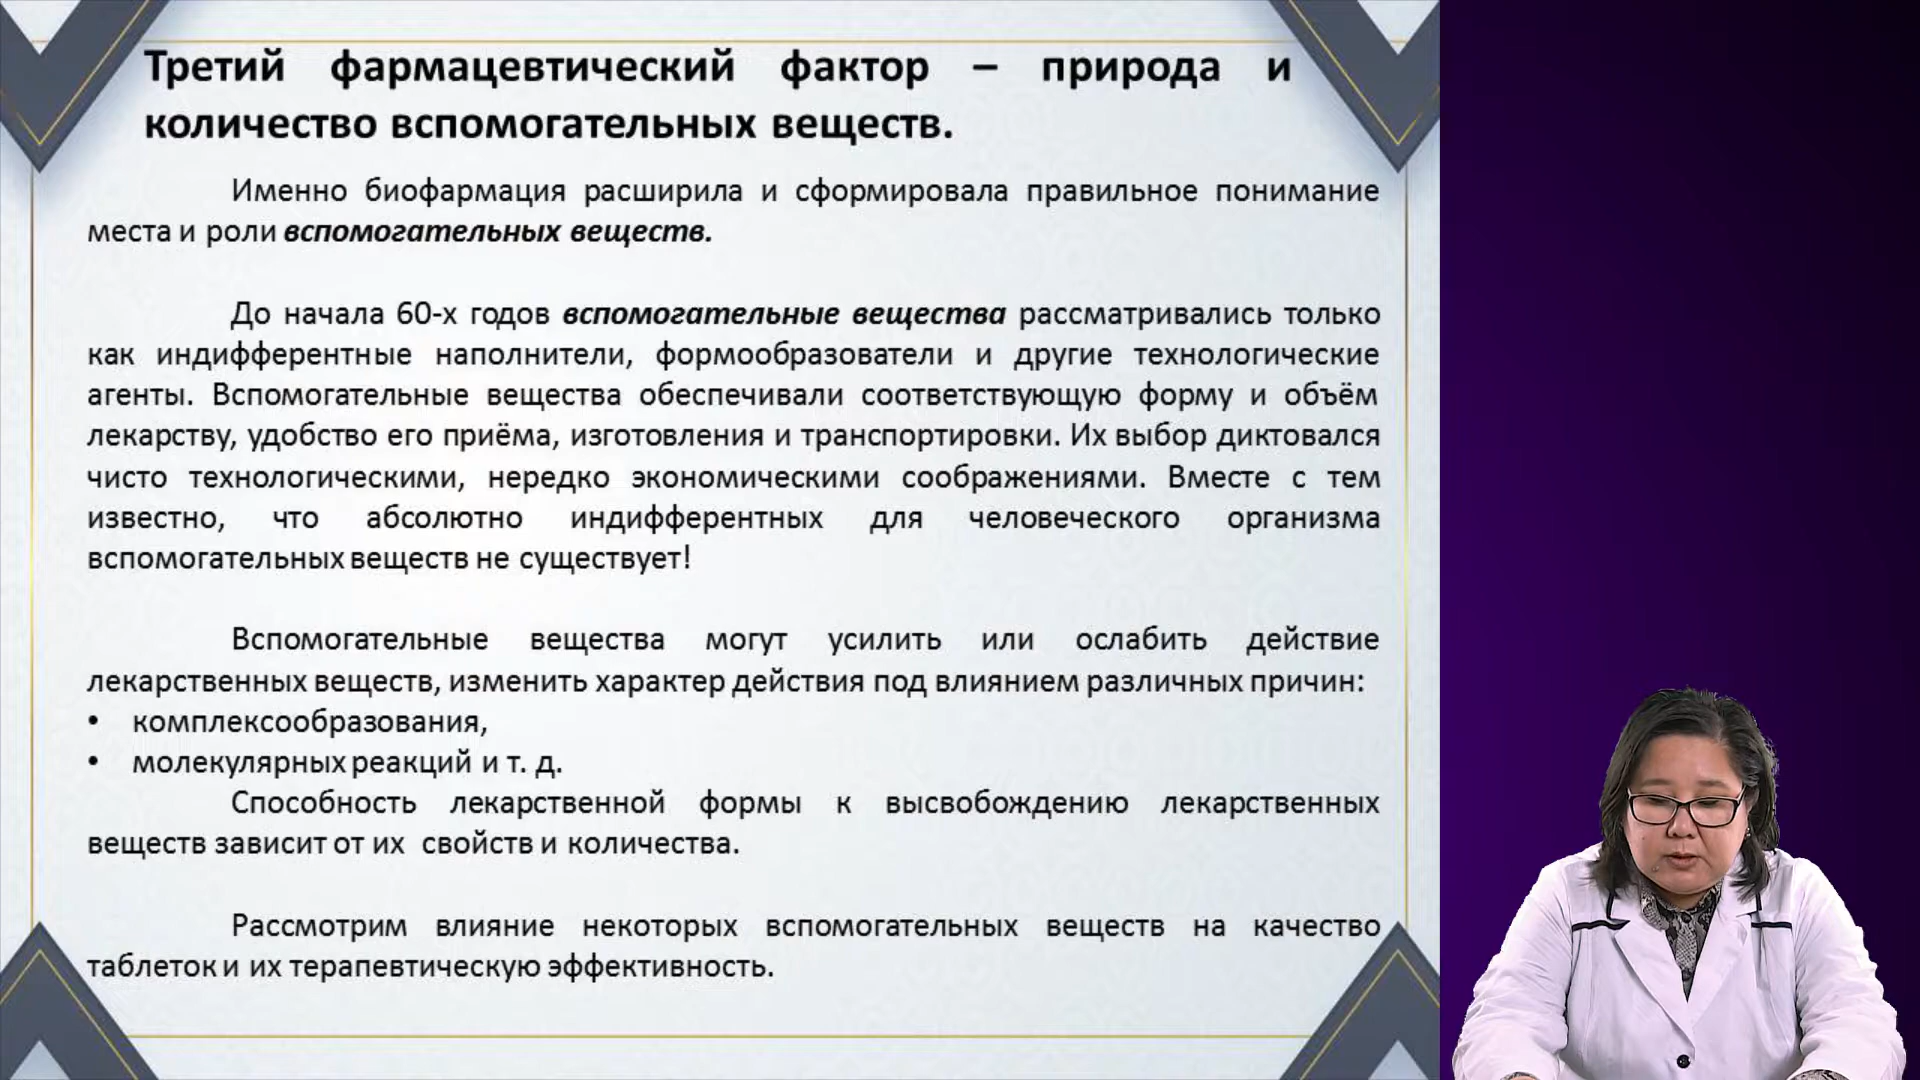 Третий фармацевтический фактор – природа и
количество вспомогательных веществ.
Именно биофармация расширила и сформировала правильное понимание
места и роли вспомогательных веществ.
До начала 60-х годов вспомогательные вещества рассматривались только
как индифферентные наполнители, формообразователи и другие технологические
агенты. Вспомогательные вещества обеспечивали соответствующую форму и объём
лекарству, удобство его приёма, изготовления и транспортировки. Их выбор диктовался
чисто технологическими, нередко экономическими соображениями. Вместе с тем
известно, что абсолютно индифферентных для человеческого организма
вспомогательных веществ не существует!
Вспомогательные вещества могут усилить или ослабить действие
лекарственных веществ, изменить характер действия под влиянием различных причин:
• комплексообразования,
• молекулярных реакций и т. д.
Способность лекарственной формы к высвобождению лекарственных
веществ зависит от их свойств и количества.
Рассмотрим влияние некоторых вспомогательных веществ на качество
таблеток и их терапевтическую эффективность.